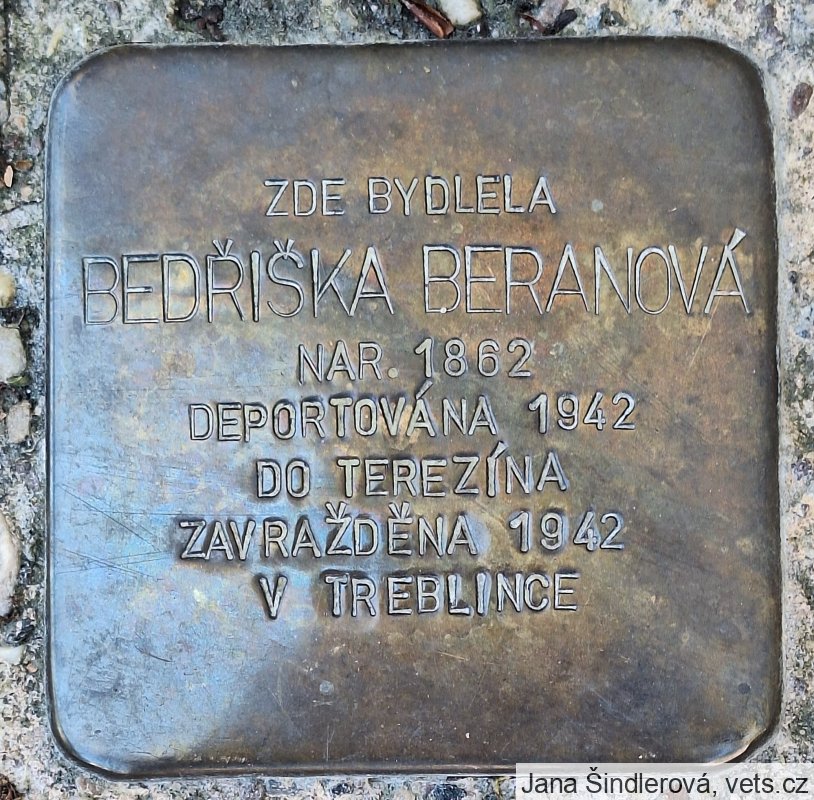 ZDE BYDLELA
BEDŘIŠKA BERANOVÁ
NAR. 1862
DEPORTOVÁNA 1942
DO TEREZÍNA
ZAVRAŽDĚNA 1942
V TREBLINCE
Jana Šindlerová, vets.cz